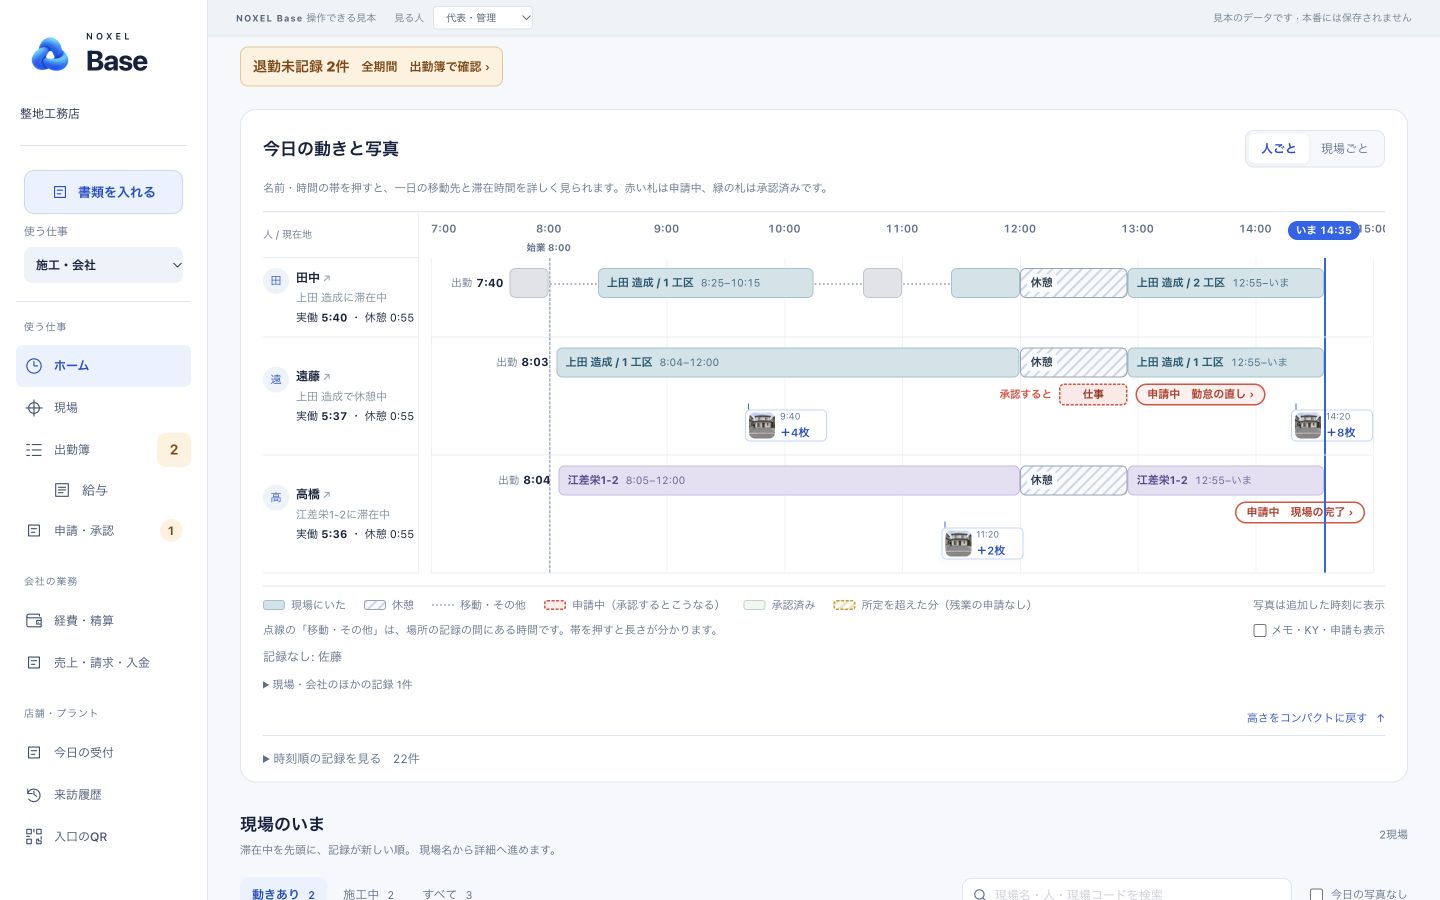 NOXEL
Base
整地工務店
書類を入れる
使う仕事
施工・会社
使う仕事
ホーム
現場
出勤簿 2
給与
申請・承認 1
会社の業務
経費・精算
売上・請求・入金
店舗・プラント
今日の受付
来訪履歴
入口のQR
NOXEL Base 操作できる見本 見る人 代表・管理
見本のデータです · 本番には保存されません
退勤未記録 2件 全期間 出勤簿で確認 ›
今日の動きと写真
人ごと 現場ごと
名前・時間の帯を押すと、一日の移動先と滞在時間を詳しく見られます。赤い札は申請中、緑の札は承認済みです。
人 / 現在地
7:00 8:00 9:00 10:00 11:00 12:00 13:00 14:00 いま 14:35 15:00
始業 8:00
田 田中 ↗
上田 造成に滞在中
実働 5:40 ・ 休憩 0:55
出勤 7:40
上田 造成 / 1 工区 8:25–10:15
休憩
上田 造成 / 2 工区 12:55–いま
遠 遠藤 ↗
上田 造成で休憩中
実働 5:37 ・ 休憩 0:55
出勤 8:03
上田 造成 / 1 工区 8:04–12:00
休憩
上田 造成 / 1 工区 12:55–いま
承認すると 仕事 申請中 勤怠の直し ›
9:40
+4枚
14:20
+8枚
高 高橋 ↗
江差栄1-2に滞在中
実働 5:36 ・ 休憩 0:55
出勤 8:04
江差栄1-2 8:05–12:00
休憩
江差栄1-2 12:55–いま
申請中 現場の完了 ›
11:20
+2枚
現場にいた 休憩 移動・その他 申請中（承認するとこうなる） 承認済み 所定を超えた分（残業の申請なし）
写真は追加した時刻に表示
点線の「移動・その他」は、場所の記録の間にある時間です。帯を押すと長さが分かります。
メモ・KY・申請も表示
記録なし: 佐藤
▶ 現場・会社のほかの記録 1件
高さをコンパクトに戻す ↑
▶ 時刻順の記録を見る 22件
現場のいま
滞在中を先頭に、記録が新しい順。 現場名から詳細へ進めます。
2現場
動きあり 2 施工中 2 すべて 3
現場名・人・現場コードを検索
今日の写真なし